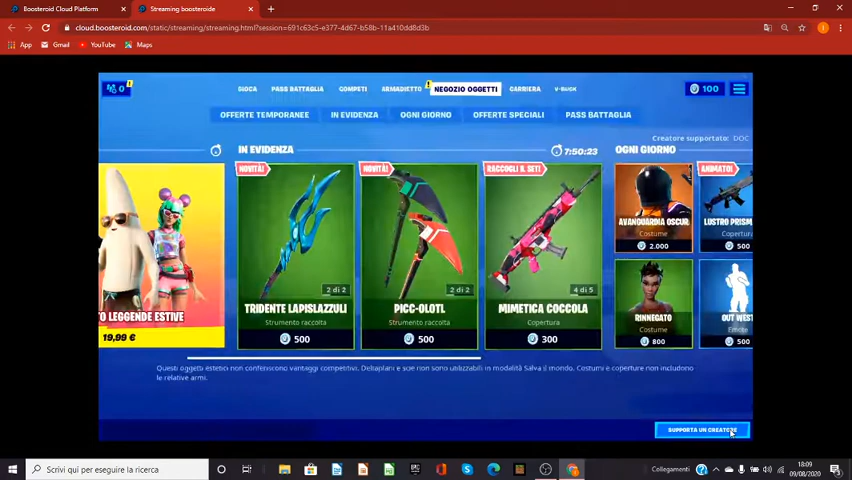 Boosteroid Cloud Platform
Streaming boosteroide
cloud.boosteroid.com/static/streaming/streaming.html?session=691c63c5-e377-4d67-b58b-11a410dd8d3b
App Gmail YouTube Maps
0 GIOCA PASS BATTAGLIA COMPETI ARMADIETTO NEGOZIO OGGETTI CARRIERA V-BUCK 100
OFFERTE TEMPORANEE IN EVIDENZA OGNI GIORNO OFFERTE SPECIALI PASS BATTAGLIA
Creatore supportato: DOC
IN EVIDENZA 7:50:23 OGNI GIORNO
NOVITÀ! NOVITÀ! RACCOGLI IL SET! ANIMATO!
AVANGUARDIA OSCUR
Costume
2.000
LUSTRO PRISM
Copertura
500
2 di 2 2 di 2 4 di 5
O LEGGENDE ESTIVE
19,99 €
TRIDENTE LAPISLAZZULI
Strumento raccolta
500
PICC-OLOTL
Strumento raccolta
500
MIMETICA COCCOLA
Copertura
300
RINNEGATO
Costume
800
OUT WEST
Emote
500
Questi oggetti estetici non conferiscono vantaggi competitivi. Deltaplani e scie non sono utilizzabili in modalità Salva il mondo. Costumi e coperture non includono
le relative armi.
SUPPORTA UN CREATORE
Scrivi qui per eseguire la ricerca
Collegamenti
18:09
09/08/2020